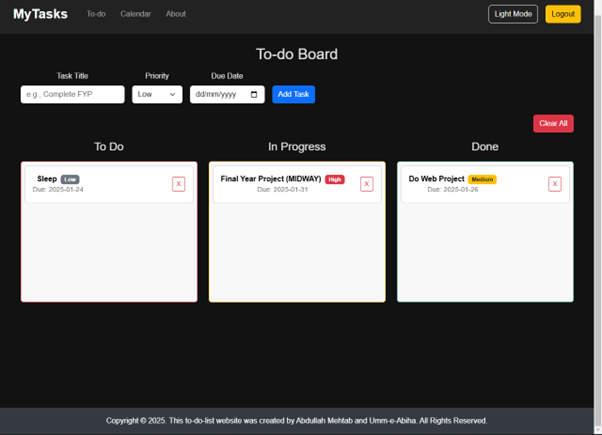 MyTasks To-do Calendar About Light Mode Logout
To-do Board
Task Title Priority Due Date
e.g., Complete FYP Low dd/mm/yyyy Add Task
Clear All
To Do In Progress Done
Sleep Low X Final Year Project (MIDWAY) High X Do Web Project Medium X
Due: 2025-01-24 Due: 2025-01-31 Due: 2025-01-26
Copyright © 2025. This to-do-list website was created by Abdullah Mehtab and Umm-e-Abiha. All Rights Reserved.